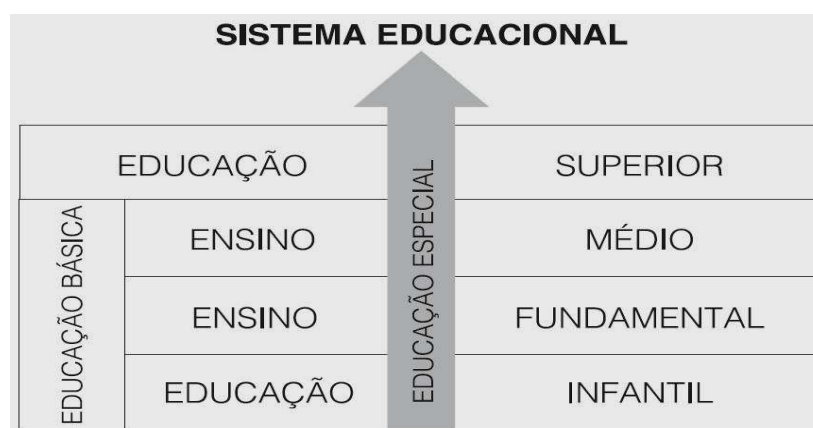 SISTEMA EDUCACIONAL
EDUCAÇÃO SUPERIOR
EDUCAÇÃO BÁSICA
ENSINO MÉDIO
ENSINO FUNDAMENTAL
EDUCAÇÃO INFANTIL
EDUCAÇÃO ESPECIAL